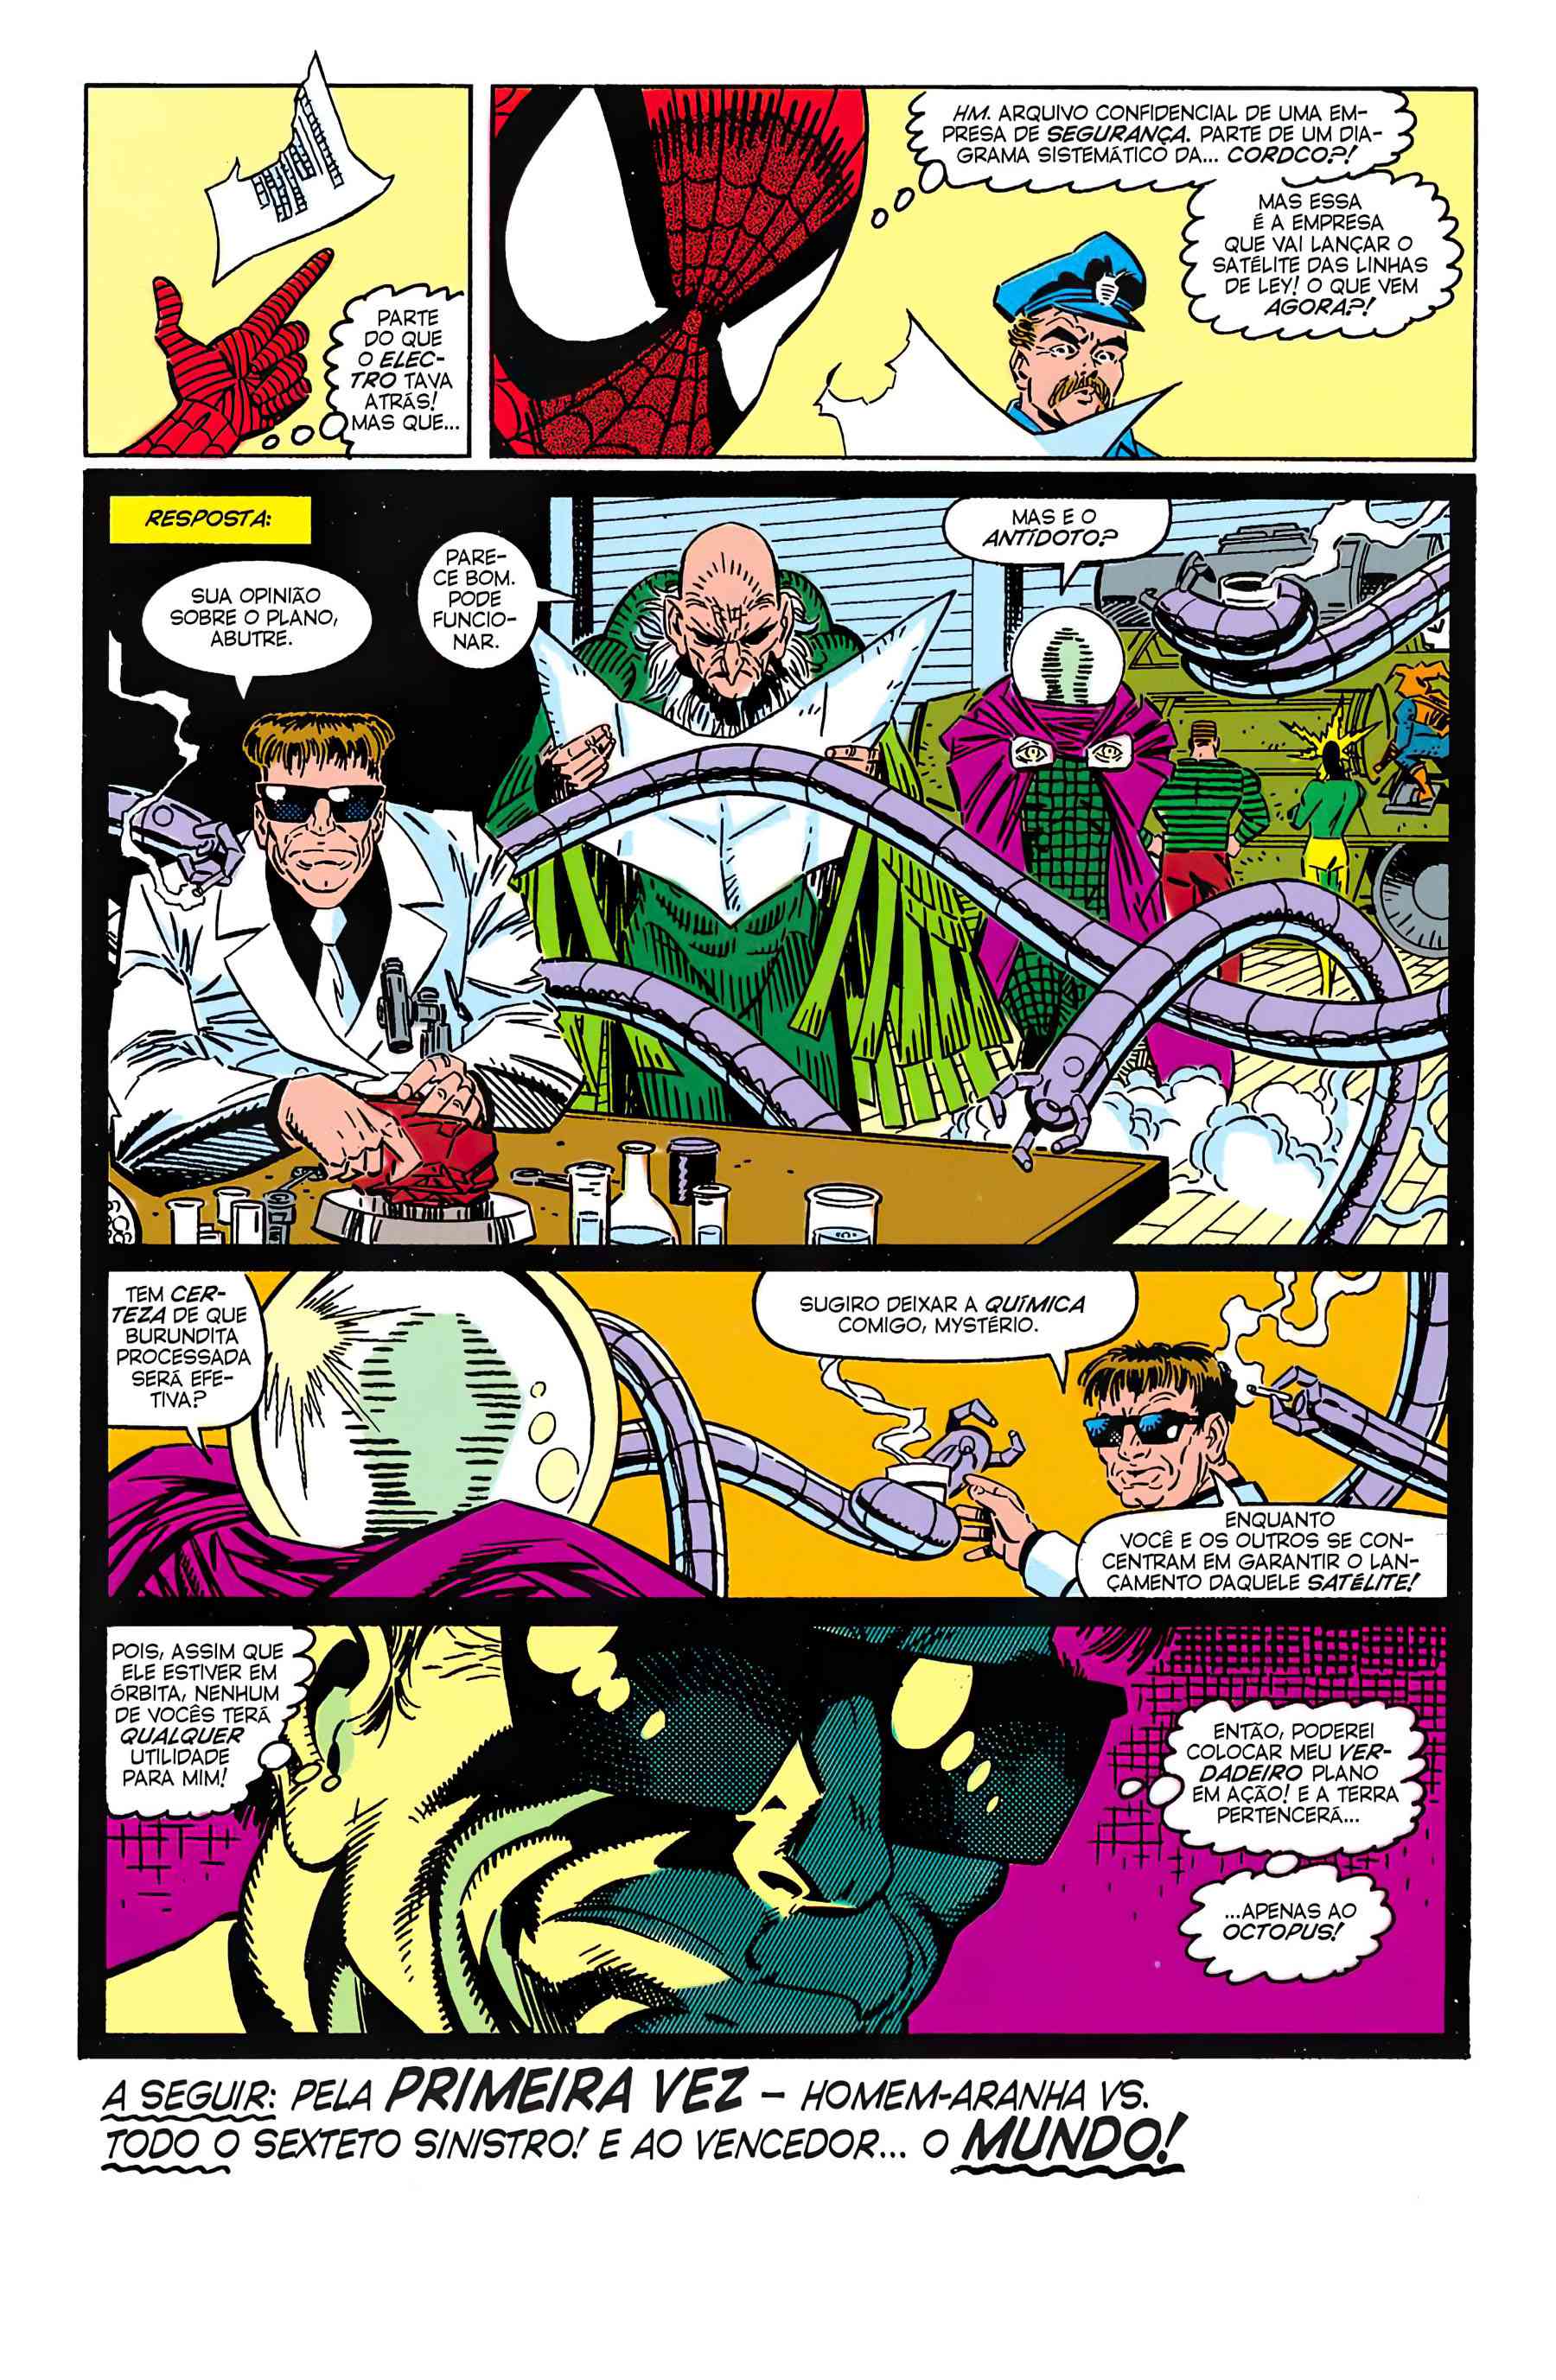 PARTE
DO QUE
O ELEC-
TRO TAVA
ATRÁS!
MAS QUE...
HM. ARQUIVO CONFIDENCIAL DE UMA EM-
PRESA DE SEGURANÇA. PARTE DE UM DIA-
GRAMA SISTEMÁTICO DA... CORDCO?!
MAS ESSA
É A EMPRESA
QUE VAI LANÇAR O
SATÉLITE DAS LINHAS
DE LEY! O QUE VEM
AGORA?!
RESPOSTA:
SUA OPINIÃO
SOBRE O PLANO,
ABUTRE.
PARE-
CE BOM.
PODE
FUNCIO-
NAR.
MAS E O
ANTÍDOTO?
TEM CER-
TEZA DE QUE
BURUNDITA
PROCESSADA
SERÁ EFE-
TIVA?
SUGIRO DEIXAR A QUÍMICA
COMIGO, MYSTÉRIO.
ENQUANTO
VOCÊ E OS OUTROS SE CON-
CENTRAM EM GARANTIR O LAN-
ÇAMENTO DAQUELE SATÉLITE!
POIS, ASSIM QUE
ELE ESTIVER EM
ÓRBITA, NENHUM
DE VOCÊS TERÁ
QUALQUER
UTILIDADE
PARA MIM!
ENTÃO, PODEREI
COLOCAR MEU VER-
DADEIRO PLANO
EM AÇÃO! E A TERRA
PERTENCERÁ...
...APENAS AO
OCTOPUS!
A SEGUIR: PELA PRIMEIRA VEZ – HOMEM-ARANHA VS.
TODO O SEXTETO SINISTRO! E AO VENCEDOR... O MUNDO!